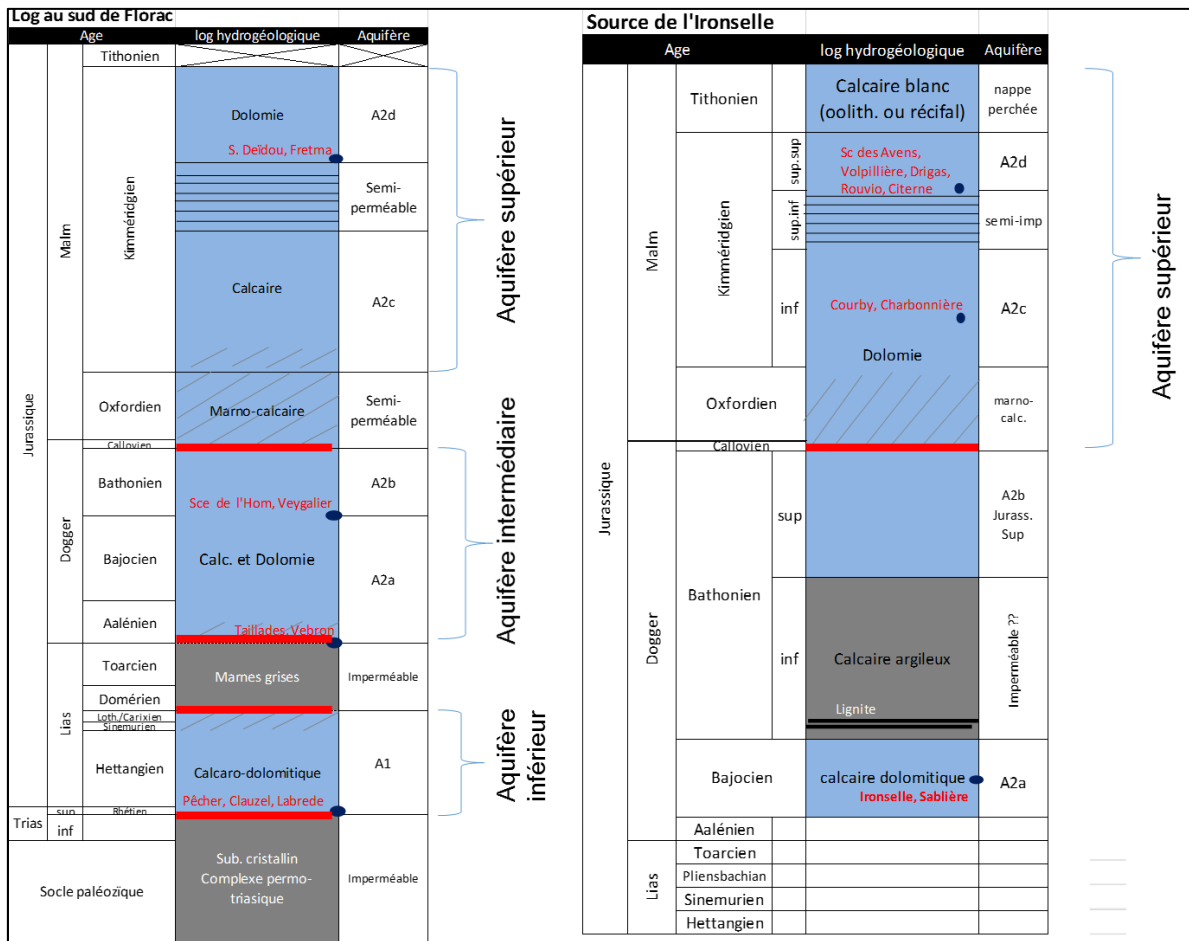 Log au sud de Florac
Age
log hydrogéologique
Aquifère
Jurassique
Malm
Tithonien
Kimméridgien
Dolomie
S. Deïdou, Fretma
A2d
Semi-
perméable
Calcaire
A2c
Aquifère supérieur
Oxfordien
Marno-calcaire
Semi-
perméable
Dogger
Callovien
Bathonien
Sce de l'Hom, Veygalier
A2b
Bajocien
Calc. et Dolomie
A2a
Aalénien
Taillades, Vebron
Aquifère intermédiaire
Lias
Toarcien
Marnes grises
Imperméable
Domérien
Loth./Carixien
Sinemurien
Hettangien
Calcaro-dolomitique
A1
Pêcher, Clauzel, Labrede
Aquifère
inférieur
Trias
sup
Rhétien
inf
Socle paléozïque
Sub. cristallin
Complexe permo-
triasique
Imperméable
Source de l'Ironselle
Age
log hydrogéologique
Aquifère
Jurassique
Malm
Tithonien
Calcaire blanc
(oolith. ou récifal)
nappe
perchée
Kimméridgien
sup.sup
Sc des Avens,
Volpillière, Drigas,
Rouvio, Citerne
A2d
sup.inf
semi-imp
inf
Courby, Charbonnière
A2c
Dolomie
Oxfordien
marno-
calc.
Aquifère supérieur
Dogger
Callovien
Bathonien
sup
A2b
Jurass.
Sup
inf
Calcaire argileux
Lignite
Imperméable ??
Bajocien
calcaire dolomitique
Ironselle, Sablière
A2a
Aalénien
Lias
Toarcien
Pliensbachian
Sinemurien
Hettangien